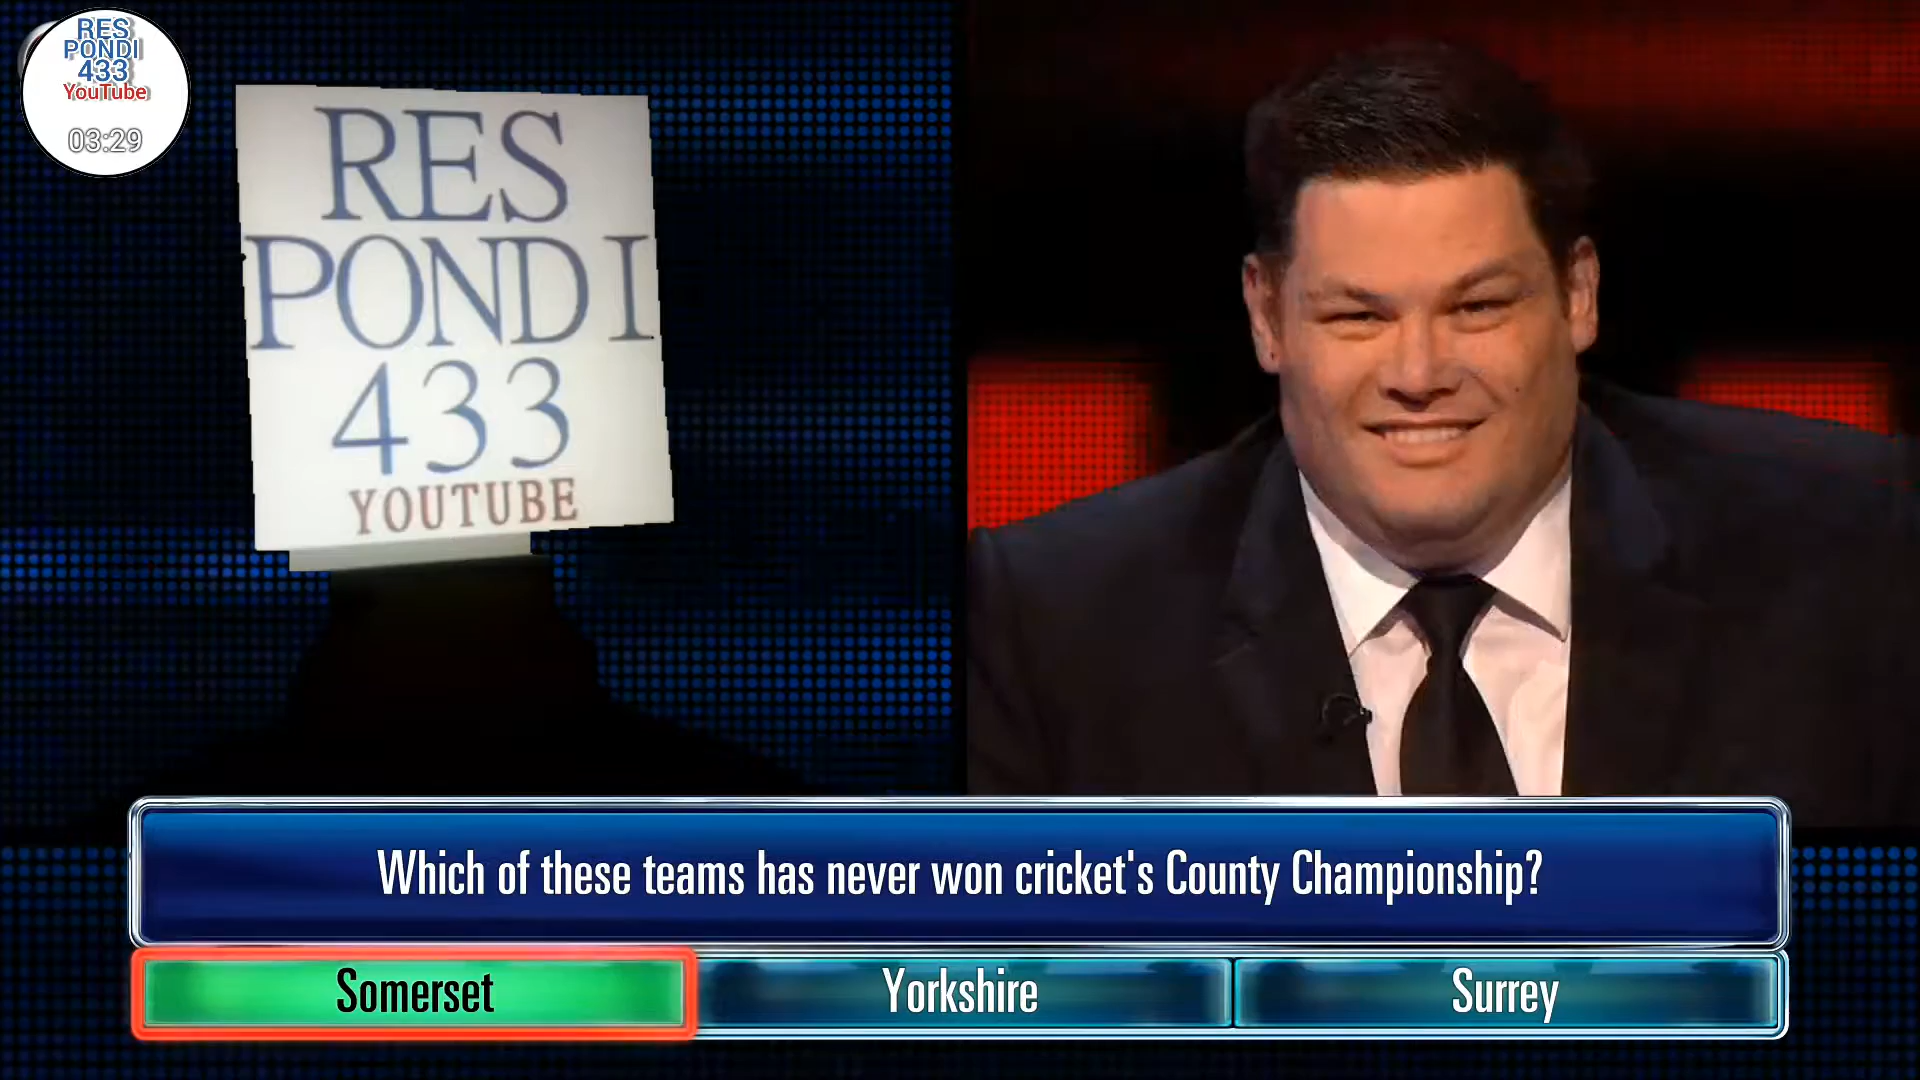 RES
PONDI
433
YouTube
03:29
RES
PONDI
433
YOUTUBE
Which of these teams has never won cricket's County Championship?
Somerset
Yorkshire
Surrey